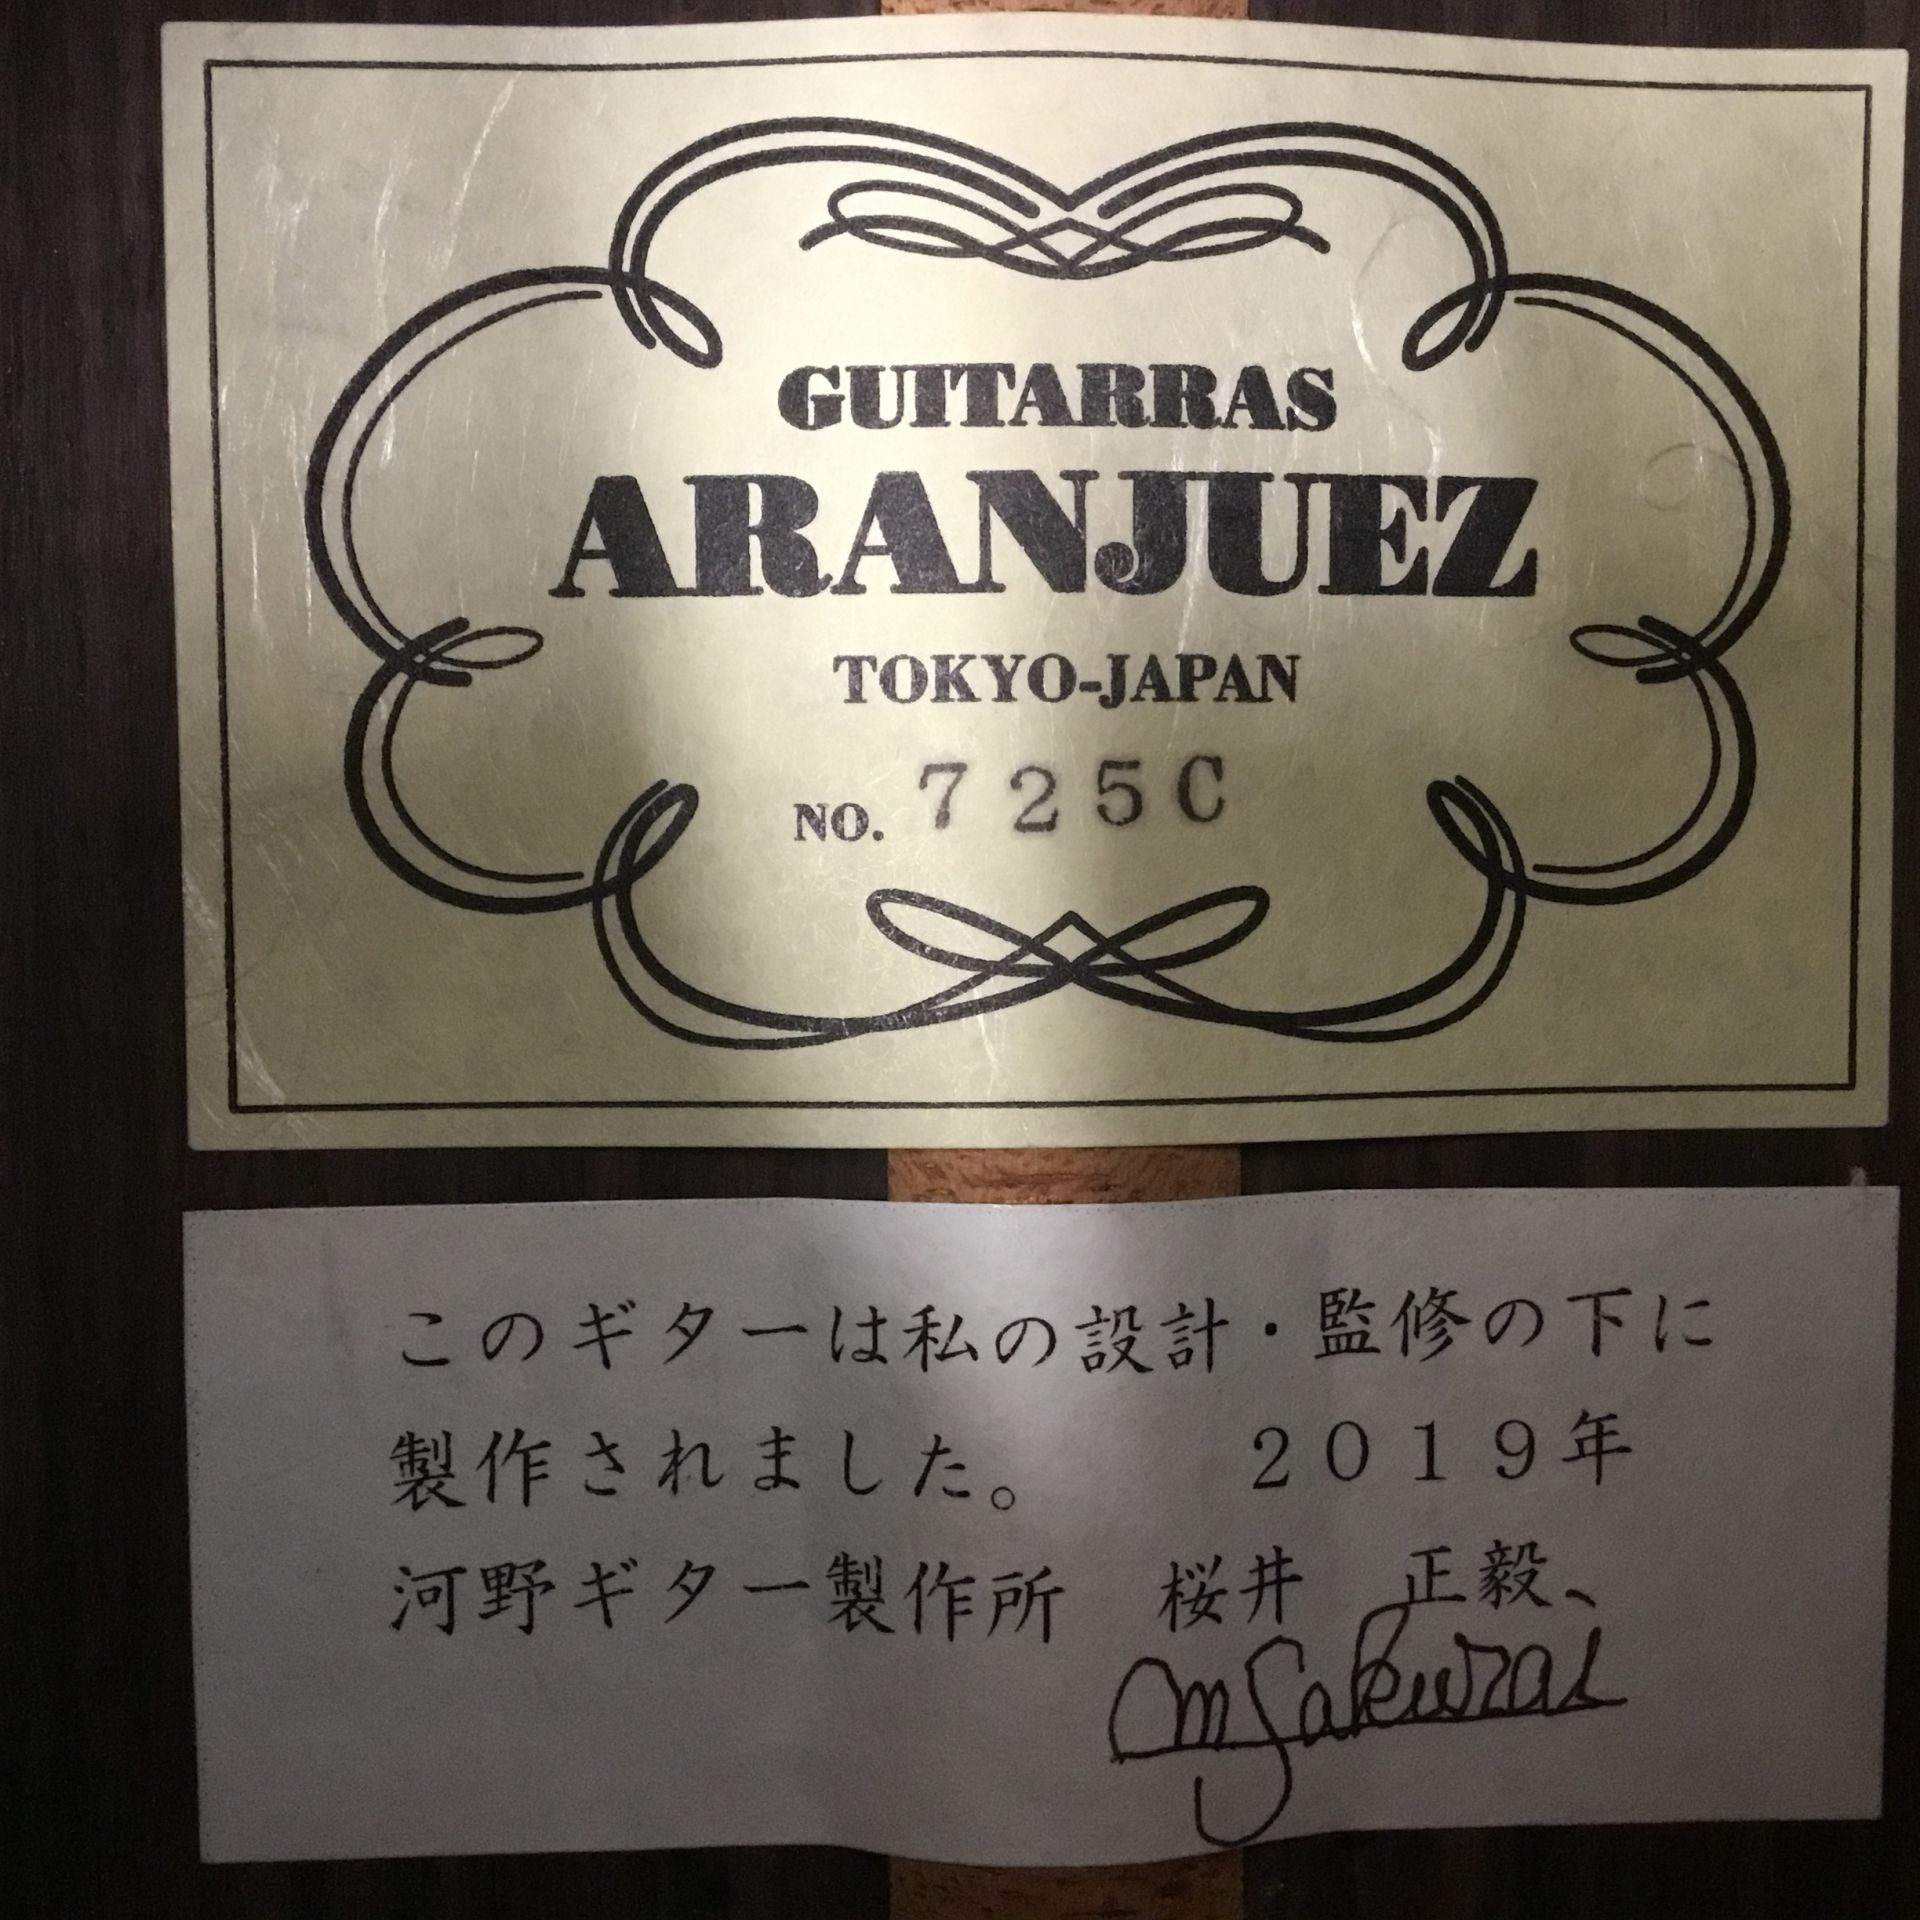 GUITARRAS
ARANJUEZ
TOKYO-JAPAN
NO. 725C
このギターは私の設計・監修の下に
製作されました。 2019年
河野ギター製作所 桜井 正毅、
M Sakurai